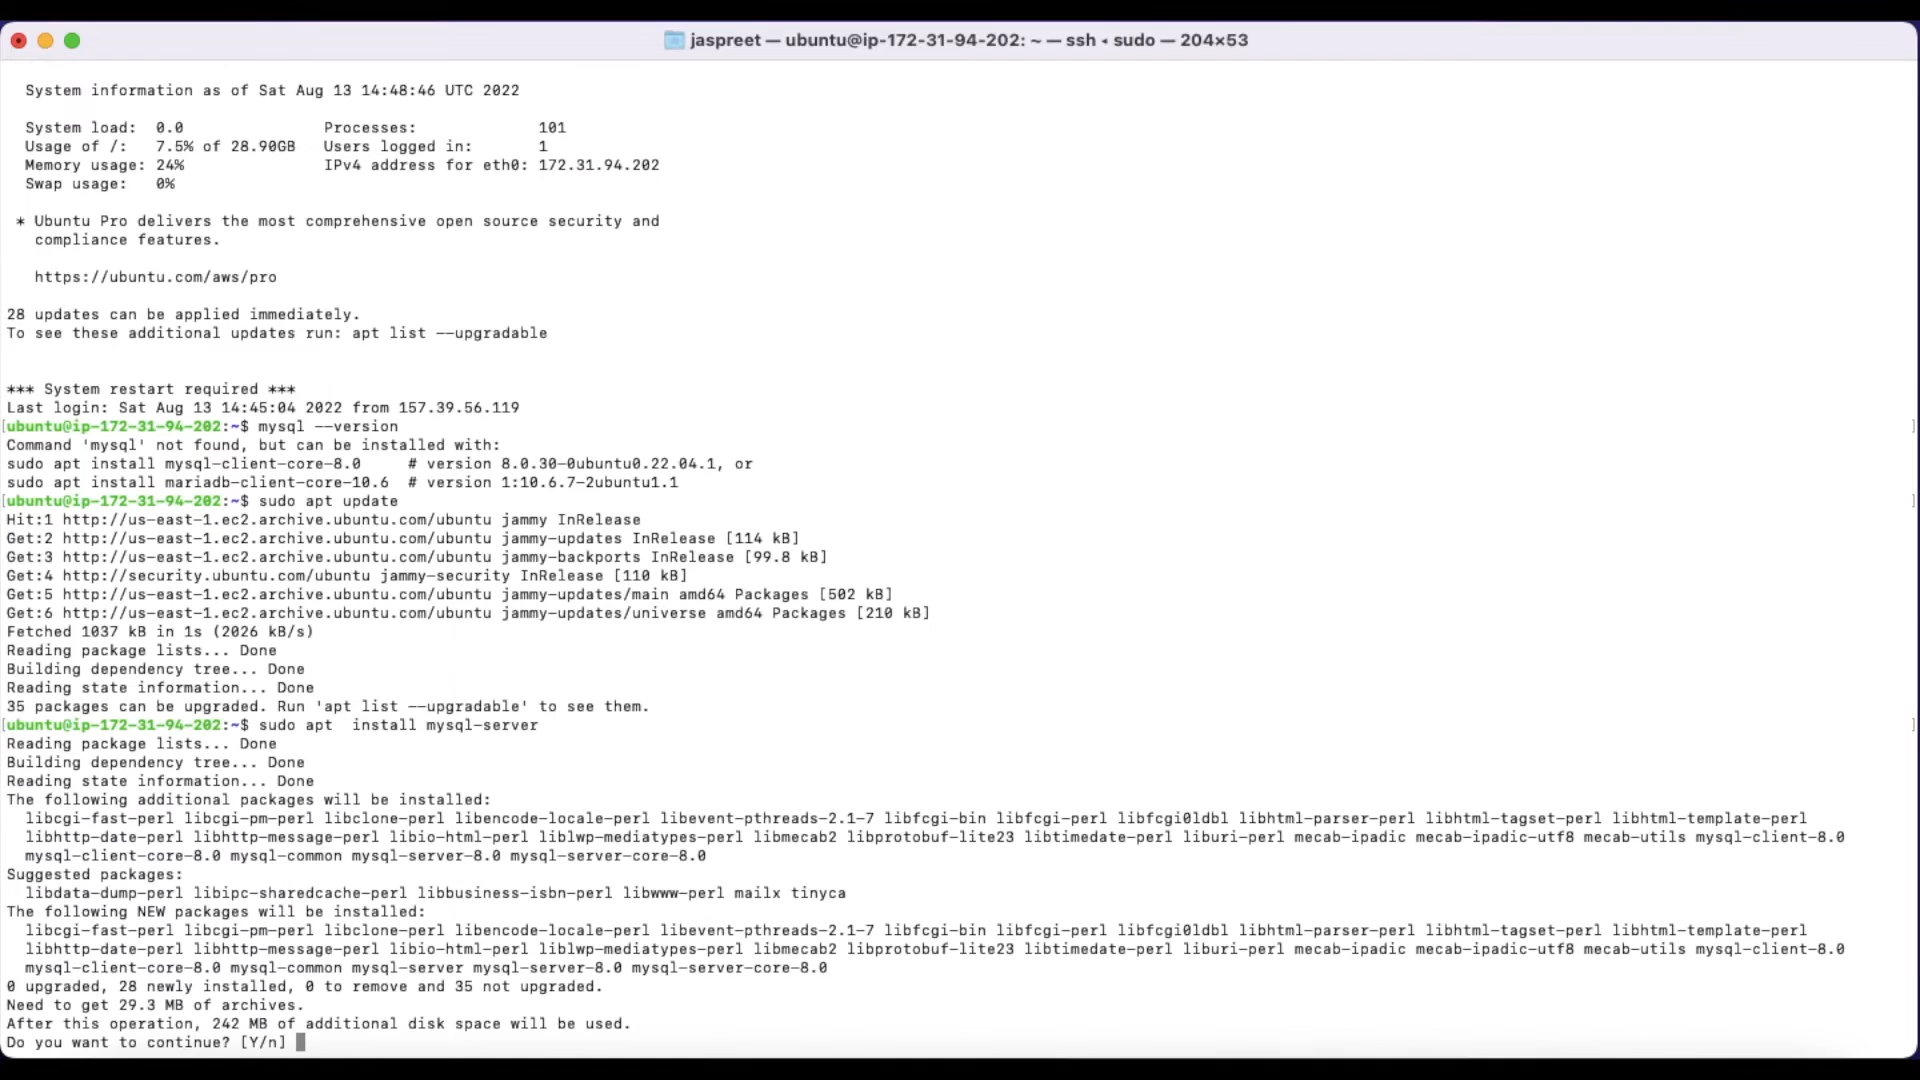 jaspreet — ubuntu@ip-172-31-94-202: ~ — ssh ◂ sudo — 204×53
System information as of Sat Aug 13 14:48:46 UTC 2022
System load:  0.0               Processes:             101
Usage of /:   7.5% of 28.90GB   Users logged in:       1
Memory usage: 24%               IPv4 address for eth0: 172.31.94.202
Swap usage:   0%
* Ubuntu Pro delivers the most comprehensive open source security and
compliance features.
https://ubuntu.com/aws/pro
28 updates can be applied immediately.
To see these additional updates run: apt list --upgradable
*** System restart required ***
Last login: Sat Aug 13 14:45:04 2022 from 157.39.56.119
[ubuntu@ip-172-31-94-202:~$ mysql --version ]
Command 'mysql' not found, but can be installed with:
sudo apt install mysql-client-core-8.0     # version 8.0.30-0ubuntu0.22.04.1, or
sudo apt install mariadb-client-core-10.6  # version 1:10.6.7-2ubuntu1.1
[ubuntu@ip-172-31-94-202:~$ sudo apt update ]
Hit:1 http://us-east-1.ec2.archive.ubuntu.com/ubuntu jammy InRelease
Get:2 http://us-east-1.ec2.archive.ubuntu.com/ubuntu jammy-updates InRelease [114 kB]
Get:3 http://us-east-1.ec2.archive.ubuntu.com/ubuntu jammy-backports InRelease [99.8 kB]
Get:4 http://security.ubuntu.com/ubuntu jammy-security InRelease [110 kB]
Get:5 http://us-east-1.ec2.archive.ubuntu.com/ubuntu jammy-updates/main amd64 Packages [502 kB]
Get:6 http://us-east-1.ec2.archive.ubuntu.com/ubuntu jammy-updates/universe amd64 Packages [210 kB]
Fetched 1037 kB in 1s (2026 kB/s)
Reading package lists... Done
Building dependency tree... Done
Reading state information... Done
35 packages can be upgraded. Run 'apt list --upgradable' to see them.
[ubuntu@ip-172-31-94-202:~$ sudo apt  install mysql-server ]
Reading package lists... Done
Building dependency tree... Done
Reading state information... Done
The following additional packages will be installed:
libcgi-fast-perl libcgi-pm-perl libclone-perl libencode-locale-perl libevent-pthreads-2.1-7 libfcgi-bin libfcgi-perl libfcgi0ldbl libhtml-parser-perl libhtml-tagset-perl libhtml-template-perl
libhttp-date-perl libhttp-message-perl libio-html-perl liblwp-mediatypes-perl libmecab2 libprotobuf-lite23 libtimedate-perl liburi-perl mecab-ipadic mecab-ipadic-utf8 mecab-utils mysql-client-8.0
mysql-client-core-8.0 mysql-common mysql-server-8.0 mysql-server-core-8.0
Suggested packages:
libdata-dump-perl libipc-sharedcache-perl libbusiness-isbn-perl libwww-perl mailx tinyca
The following NEW packages will be installed:
libcgi-fast-perl libcgi-pm-perl libclone-perl libencode-locale-perl libevent-pthreads-2.1-7 libfcgi-bin libfcgi-perl libfcgi0ldbl libhtml-parser-perl libhtml-tagset-perl libhtml-template-perl
libhttp-date-perl libhttp-message-perl libio-html-perl liblwp-mediatypes-perl libmecab2 libprotobuf-lite23 libtimedate-perl liburi-perl mecab-ipadic mecab-ipadic-utf8 mecab-utils mysql-client-8.0
mysql-client-core-8.0 mysql-common mysql-server mysql-server-8.0 mysql-server-core-8.0
0 upgraded, 28 newly installed, 0 to remove and 35 not upgraded.
Need to get 29.3 MB of archives.
After this operation, 242 MB of additional disk space will be used.
Do you want to continue? [Y/n]